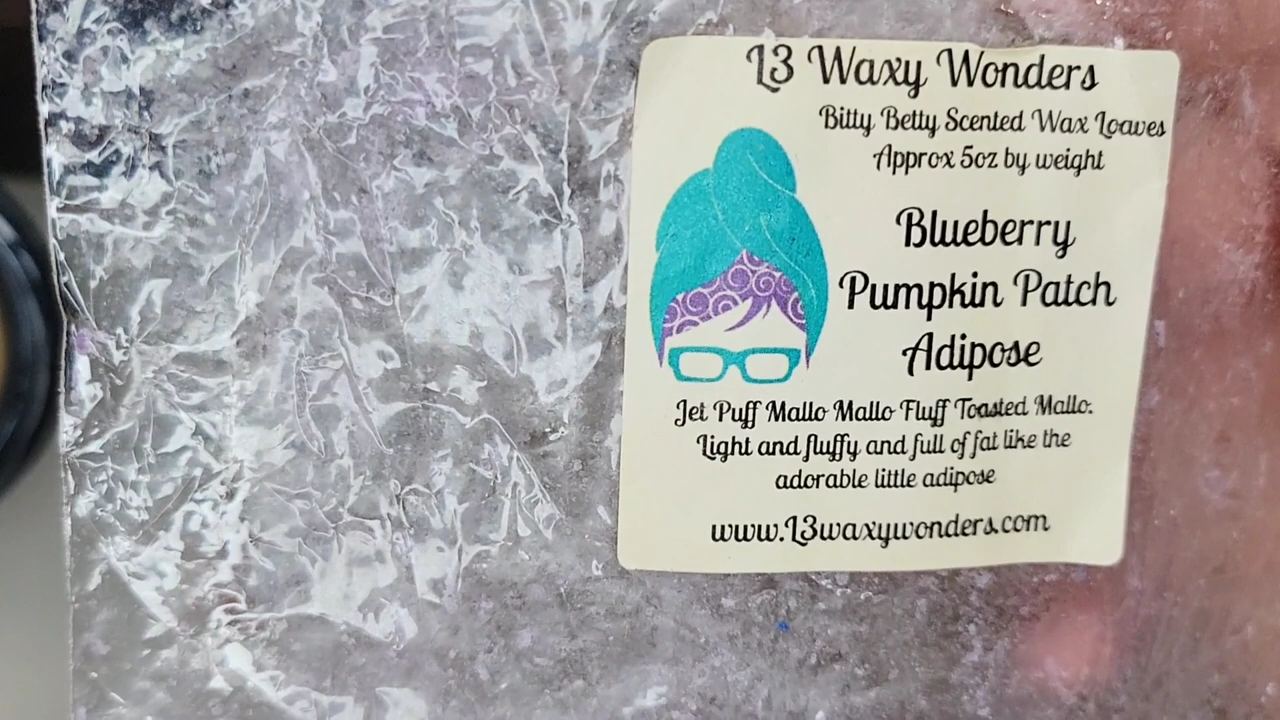 L3 Waxy Wonders
Bitty Betty Scented Wax Loaves
Approx 5oz by weight
Blueberry
Pumpkin Patch
Adipose
Jet Puff Mallo Mallo Fluff Toasted Mallo.
Light and fluffy and full of fat like the
adorable little adipose
www.L3waxywonders.com